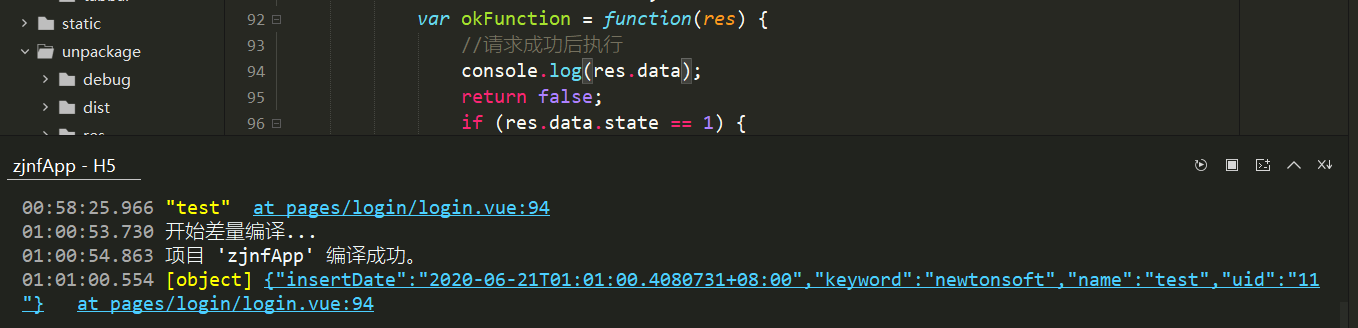 static
unpackage
debug
dist
92 var okFunction = function(res) {
93 //请求成功后执行
94 console.log(res.data);
95 return false;
96 if (res.data.state == 1) {
zjnfApp - H5
00:58:25.966 "test" at pages/login/login.vue:94
01:00:53.730 开始差量编译...
01:00:54.863 项目 'zjnfApp' 编译成功。
01:01:00.554 [object] {"insertDate":"2020-06-21T01:01:00.4080731+08:00","keyword":"newtonsoft","name":"test","uid":"11
"} at pages/login/login.vue:94